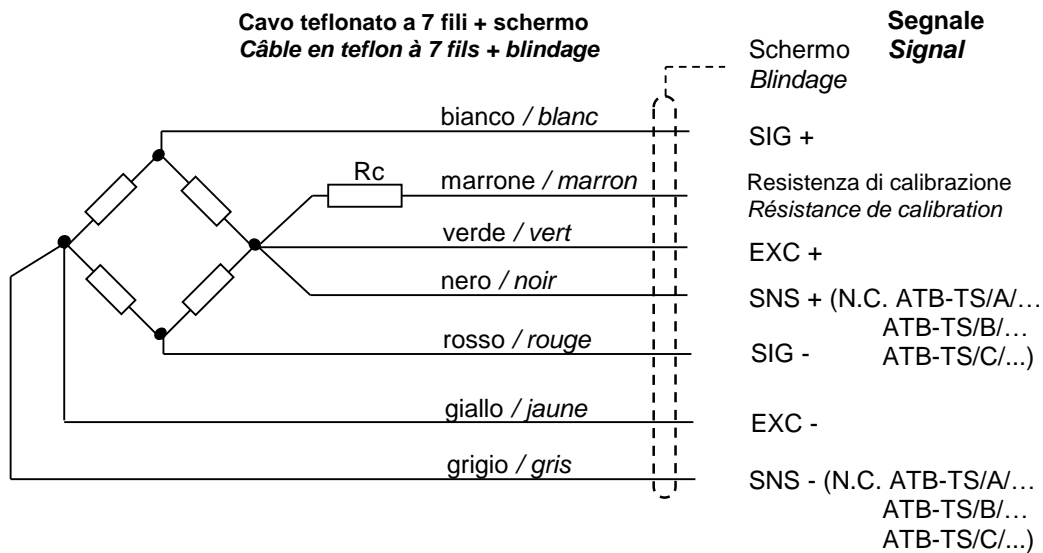 Cavo teflonato a 7 fili + schermo
Câble en teflon à 7 fils + blindage
Segnale
Signal
Schermo
Blindage
bianco / blanc
SIG +
Rc
marrone / marron
Resistenza di calibrazione
Résistance de calibration
verde / vert
EXC +
nero / noir
SNS + (N.C. ATB-TS/A/…
ATB-TS/B/…
rosso / rouge
SIG -
ATB-TS/C/...)
giallo / jaune
EXC -
grigio / gris
SNS - (N.C. ATB-TS/A/…
ATB-TS/B/…
ATB-TS/C/...)